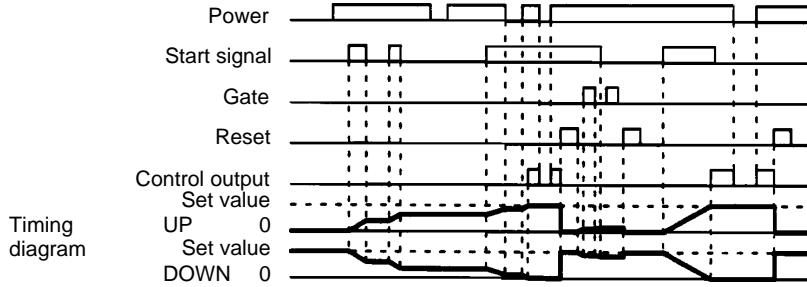 Power
Start signal
Gate
Reset
Control output
Set value
UP 0
Set value
DOWN 0
Timing
diagram